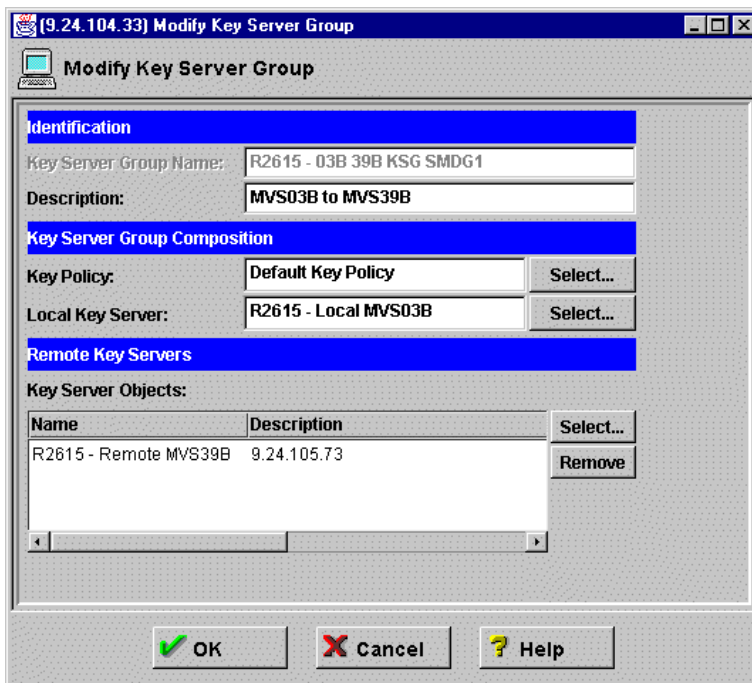 (9.24.104.33) Modify Key Server Group
Modify Key Server Group
Identification
Key Server Group Name: R2615 - 03B 39B KSG SMDG1
Description: MVS03B to MVS39B
Key Server Group Composition
Key Policy: Default Key Policy Select...
Local Key Server: R2615 - Local MVS03B Select...
Remote Key Servers
Key Server Objects:
Name Description Select...
R2615 - Remote MVS39B 9.24.105.73 Remove
OK Cancel Help